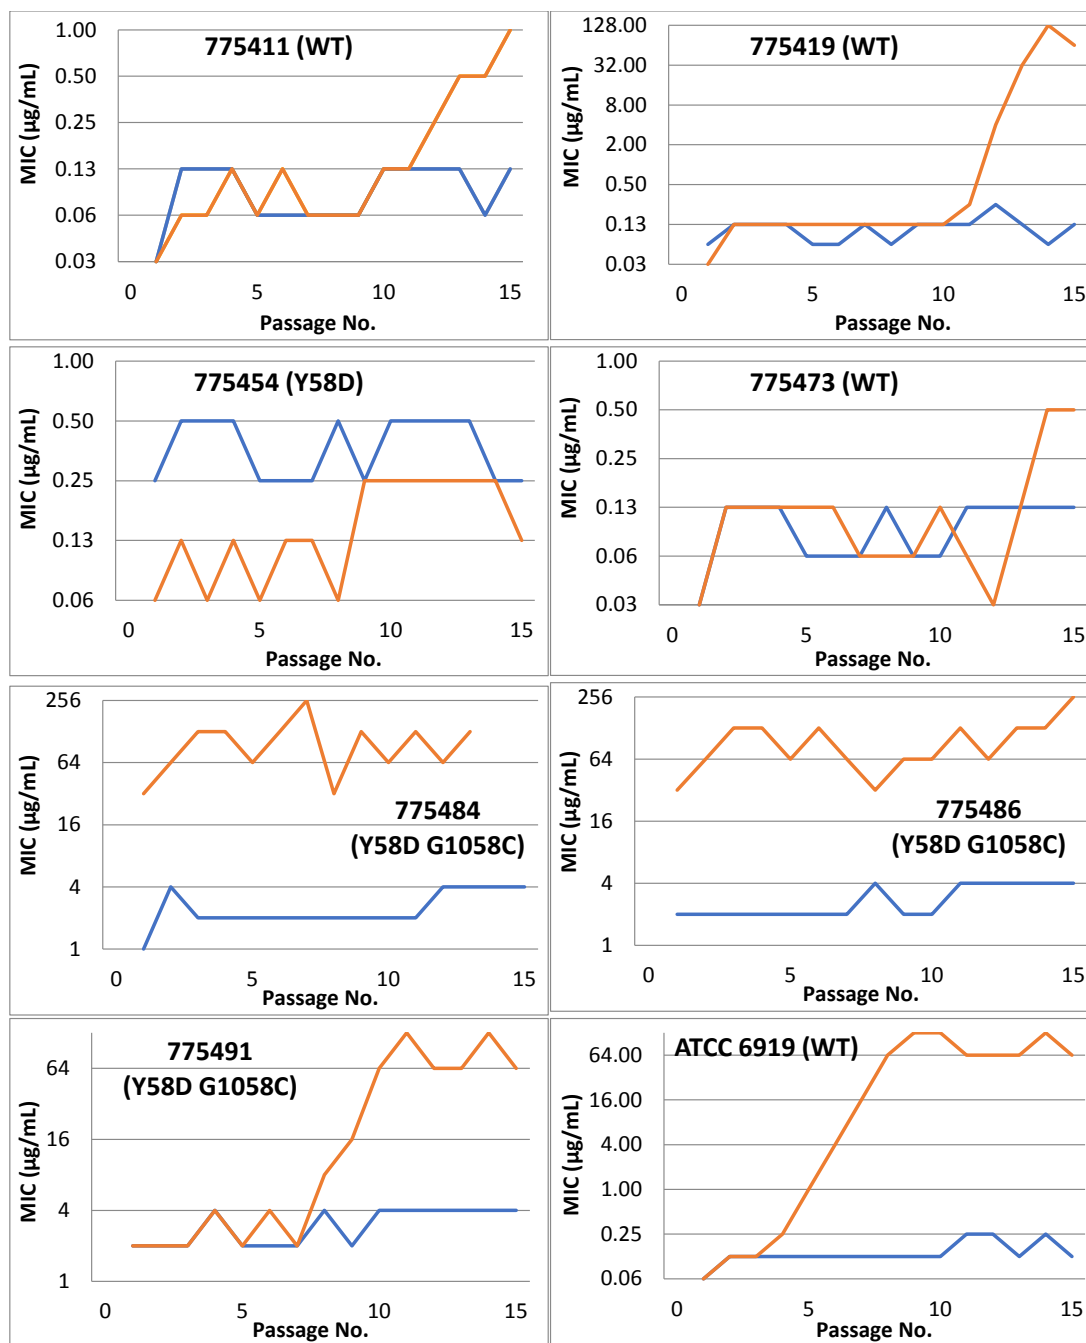 775411 (WT)
MIC (µg/mL)
1.00
0.50
0.25
0.13
0.06
0.03
0 5 10 15
Passage No.
775419 (WT)
MIC (µg/mL)
128.00
32.00
8.00
2.00
0.50
0.13
0.03
0 5 10 15
Passage No.
775454 (Y58D)
MIC (µg/mL)
1.00
0.50
0.25
0.13
0.06
0 5 10 15
Passage No.
775473 (WT)
MIC (µg/mL)
1.00
0.50
0.25
0.13
0.06
0.03
0 5 10 15
Passage No.
775484
(Y58D G1058C)
MIC (µg/mL)
256
64
16
4
1
0 5 10 15
Passage No.
775486
(Y58D G1058C)
MIC (µg/mL)
256
64
16
4
1
0 5 10 15
Passage No.
775491
(Y58D G1058C)
MIC (µg/mL)
64
16
4
1
0 5 10 15
Passage No.
ATCC 6919 (WT)
MIC (µg/mL)
64.00
16.00
4.00
1.00
0.25
0.06
0 5 10 15
Passage No.